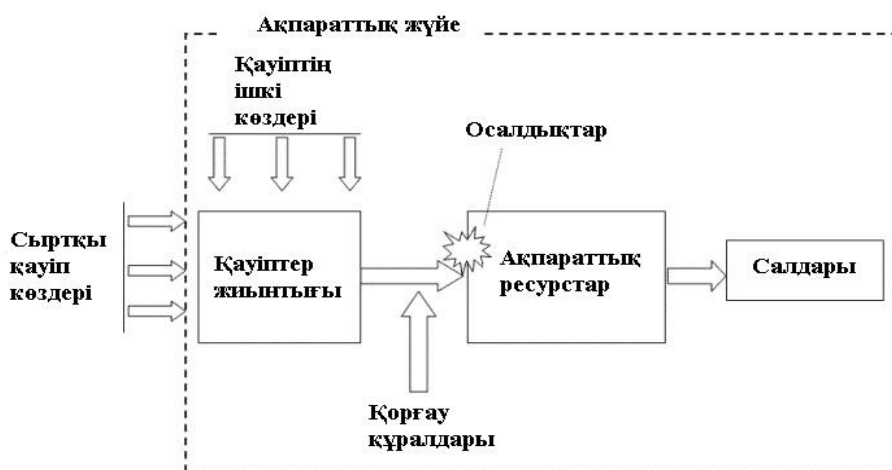 Ақпараттық жүйе
Қауіптің
ішкі
көздері
Осалдықтар
Сыртқы
қауіп
көздері
Қауіптер
жиынтығы
Ақпараттық
ресурстар
Салдары
Қорғау
құралдары